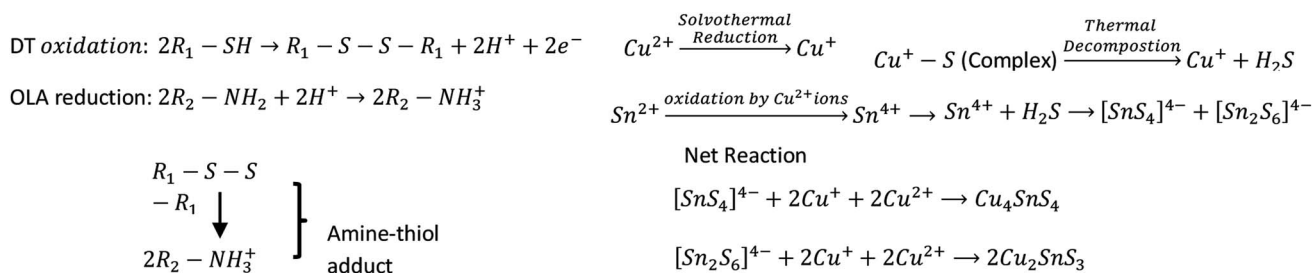 DT oxidation: 2R₁ − SH → R₁ − S − S − R₁ + 2H⁺ + 2e⁻
OLA reduction: 2R₂ − NH₂ + 2H⁺ → 2R₂ − NH₃⁺
R₁ − S − S
− R₁
2R₂ − NH₃⁺
Amine-thiol
adduct
Solvothermal
Reduction
Cu²⁺ → Cu⁺
Thermal
Decompostion
Cu⁺ − S (Complex) → Cu⁺ + H₂S
oxidation by Cu²⁺ions
Sn²⁺ → Sn⁴⁺ → Sn⁴⁺ + H₂S → [SnS₄]⁴⁻ + [Sn₂S₆]⁴⁻
Net Reaction
[SnS₄]⁴⁻ + 2Cu⁺ + 2Cu²⁺ → Cu₄SnS₄
[Sn₂S₆]⁴⁻ + 2Cu⁺ + 2Cu²⁺ → 2Cu₂SnS₃